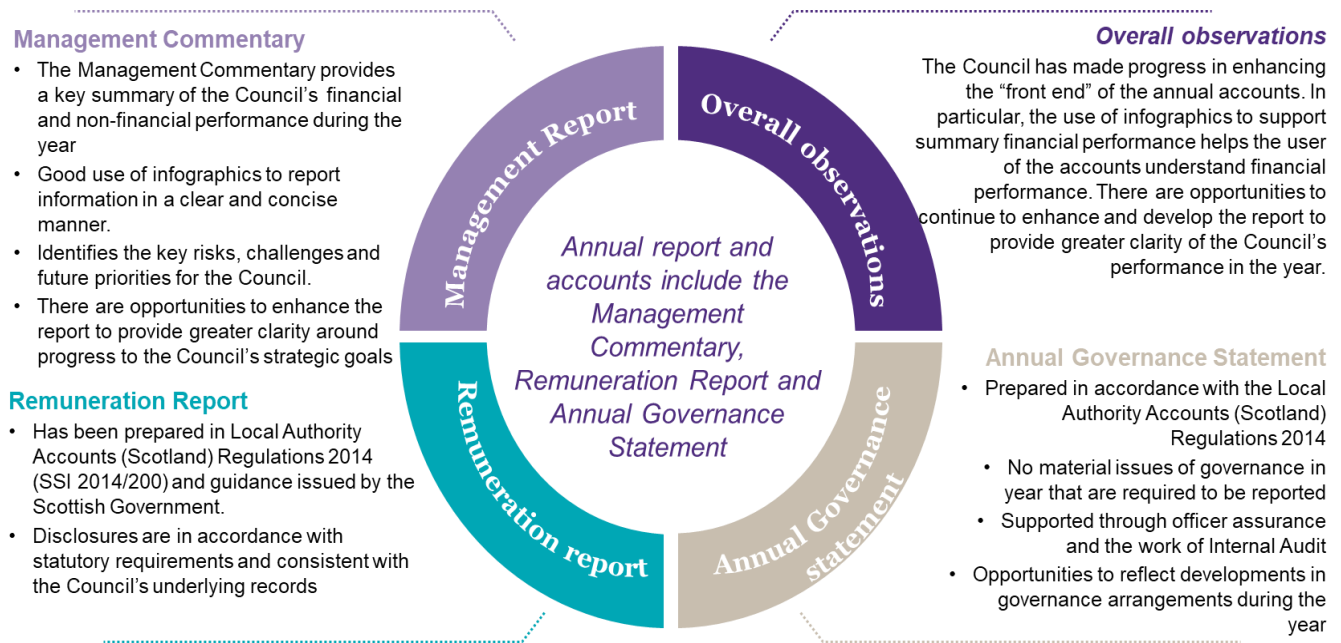 Management Commentary
• The Management Commentary provides
a key summary of the Council's financial
and non-financial performance during the
year
• Good use of infographics to report
information in a clear and concise
manner.
• Identifies the key risks, challenges and
future priorities for the Council.
• There are opportunities to enhance the
report to provide greater clarity around
progress to the Council's strategic goals
Remuneration Report
• Has been prepared in Local Authority
Accounts (Scotland) Regulations 2014
(SSI 2014/200) and guidance issued by the
Scottish Government.
• Disclosures are in accordance with
statutory requirements and consistent with
the Council's underlying records
Management Report
Overall observations
Remuneration report
Annual Governance
statement
Annual report and
accounts include the
Management
Commentary,
Remuneration Report and
Annual Governance
Statement
Overall observations
The Council has made progress in enhancing
the “front end” of the annual accounts. In
particular, the use of infographics to support
summary financial performance helps the user
of the accounts understand financial
performance. There are opportunities to
continue to enhance and develop the report to
provide greater clarity of the Council's
performance in the year.
Annual Governance Statement
• Prepared in accordance with the Local
Authority Accounts (Scotland)
Regulations 2014
• No material issues of governance in
year that are required to be reported
• Supported through officer assurance
and the work of Internal Audit
• Opportunities to reflect developments in
governance arrangements during the
year